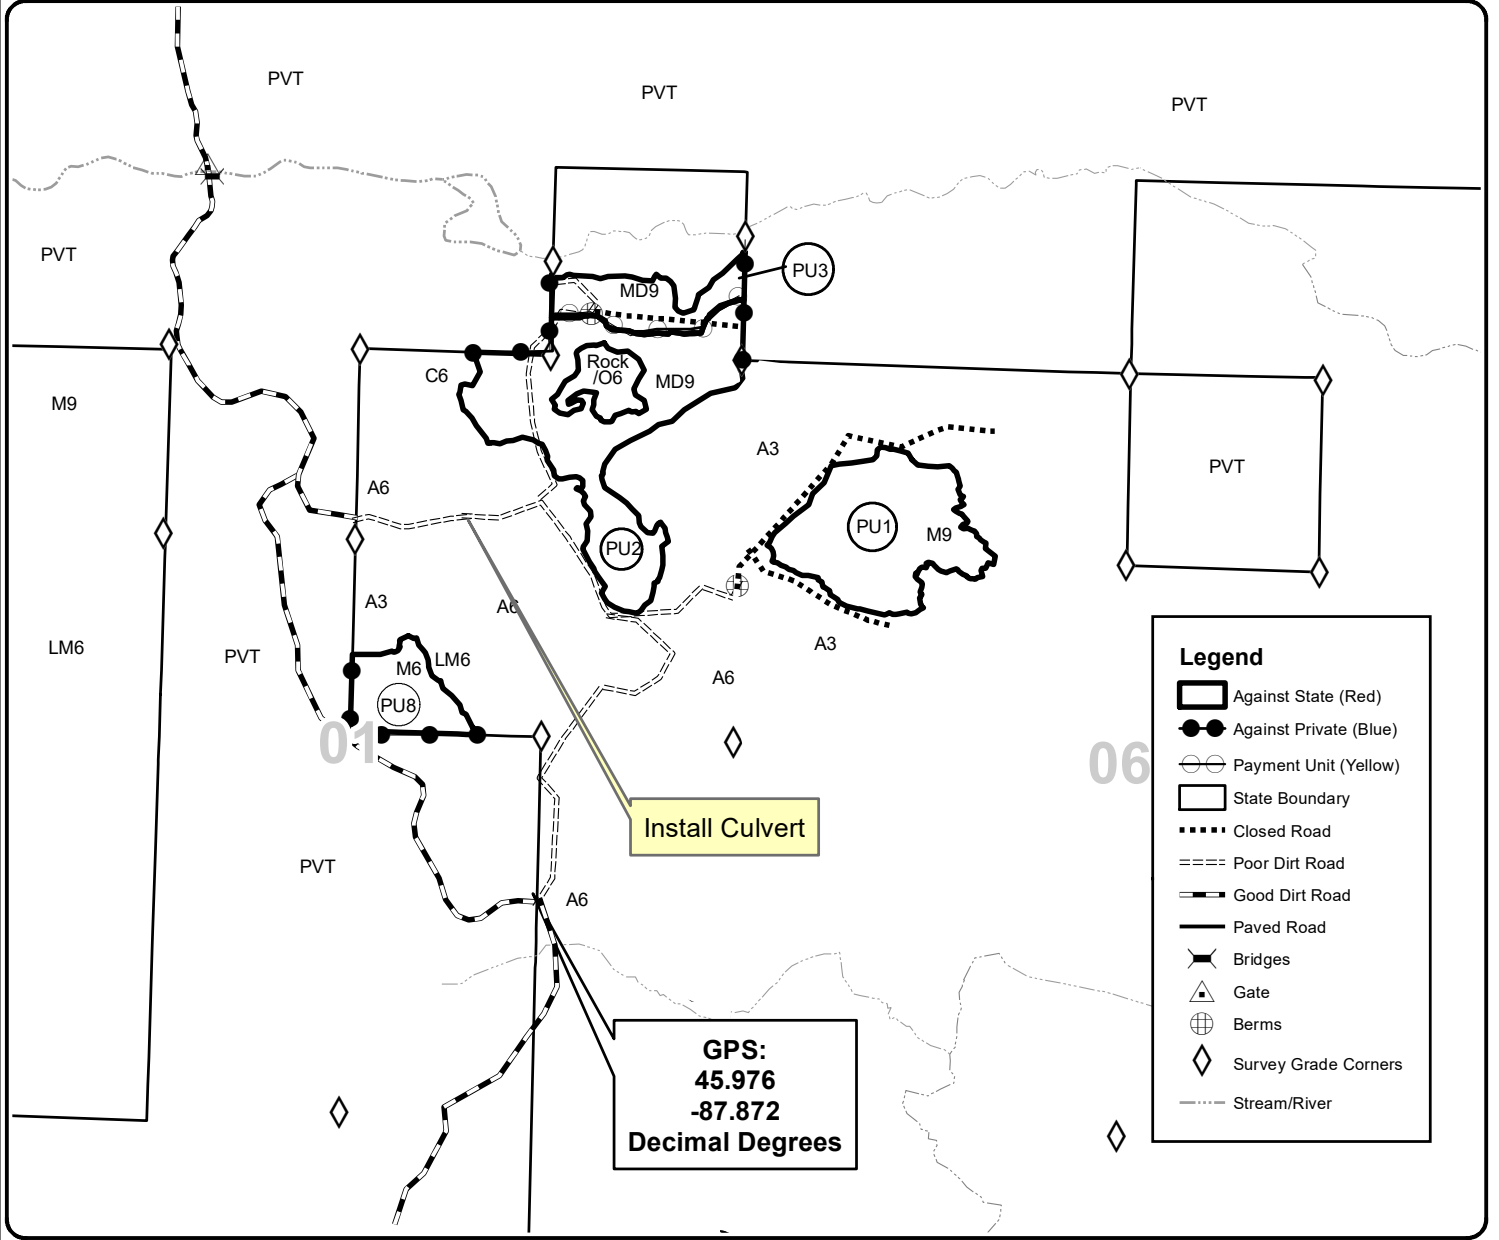 PVT
PVT
PVT
PVT
PU3
MD9
Rock
/O6
MD9
C6
M9
A3
PVT
A6
PU1
M9
PU2
A3
A6
LM6
PVT
LM6
M6
A3
A6
PU8
01
06
Install Culvert
PVT
A6
GPS:
45.976
-87.872
Decimal Degrees
Legend
Against State (Red)
Against Private (Blue)
Payment Unit (Yellow)
State Boundary
Closed Road
Poor Dirt Road
Good Dirt Road
Paved Road
Bridges
Gate
Berms
Survey Grade Corners
Stream/River